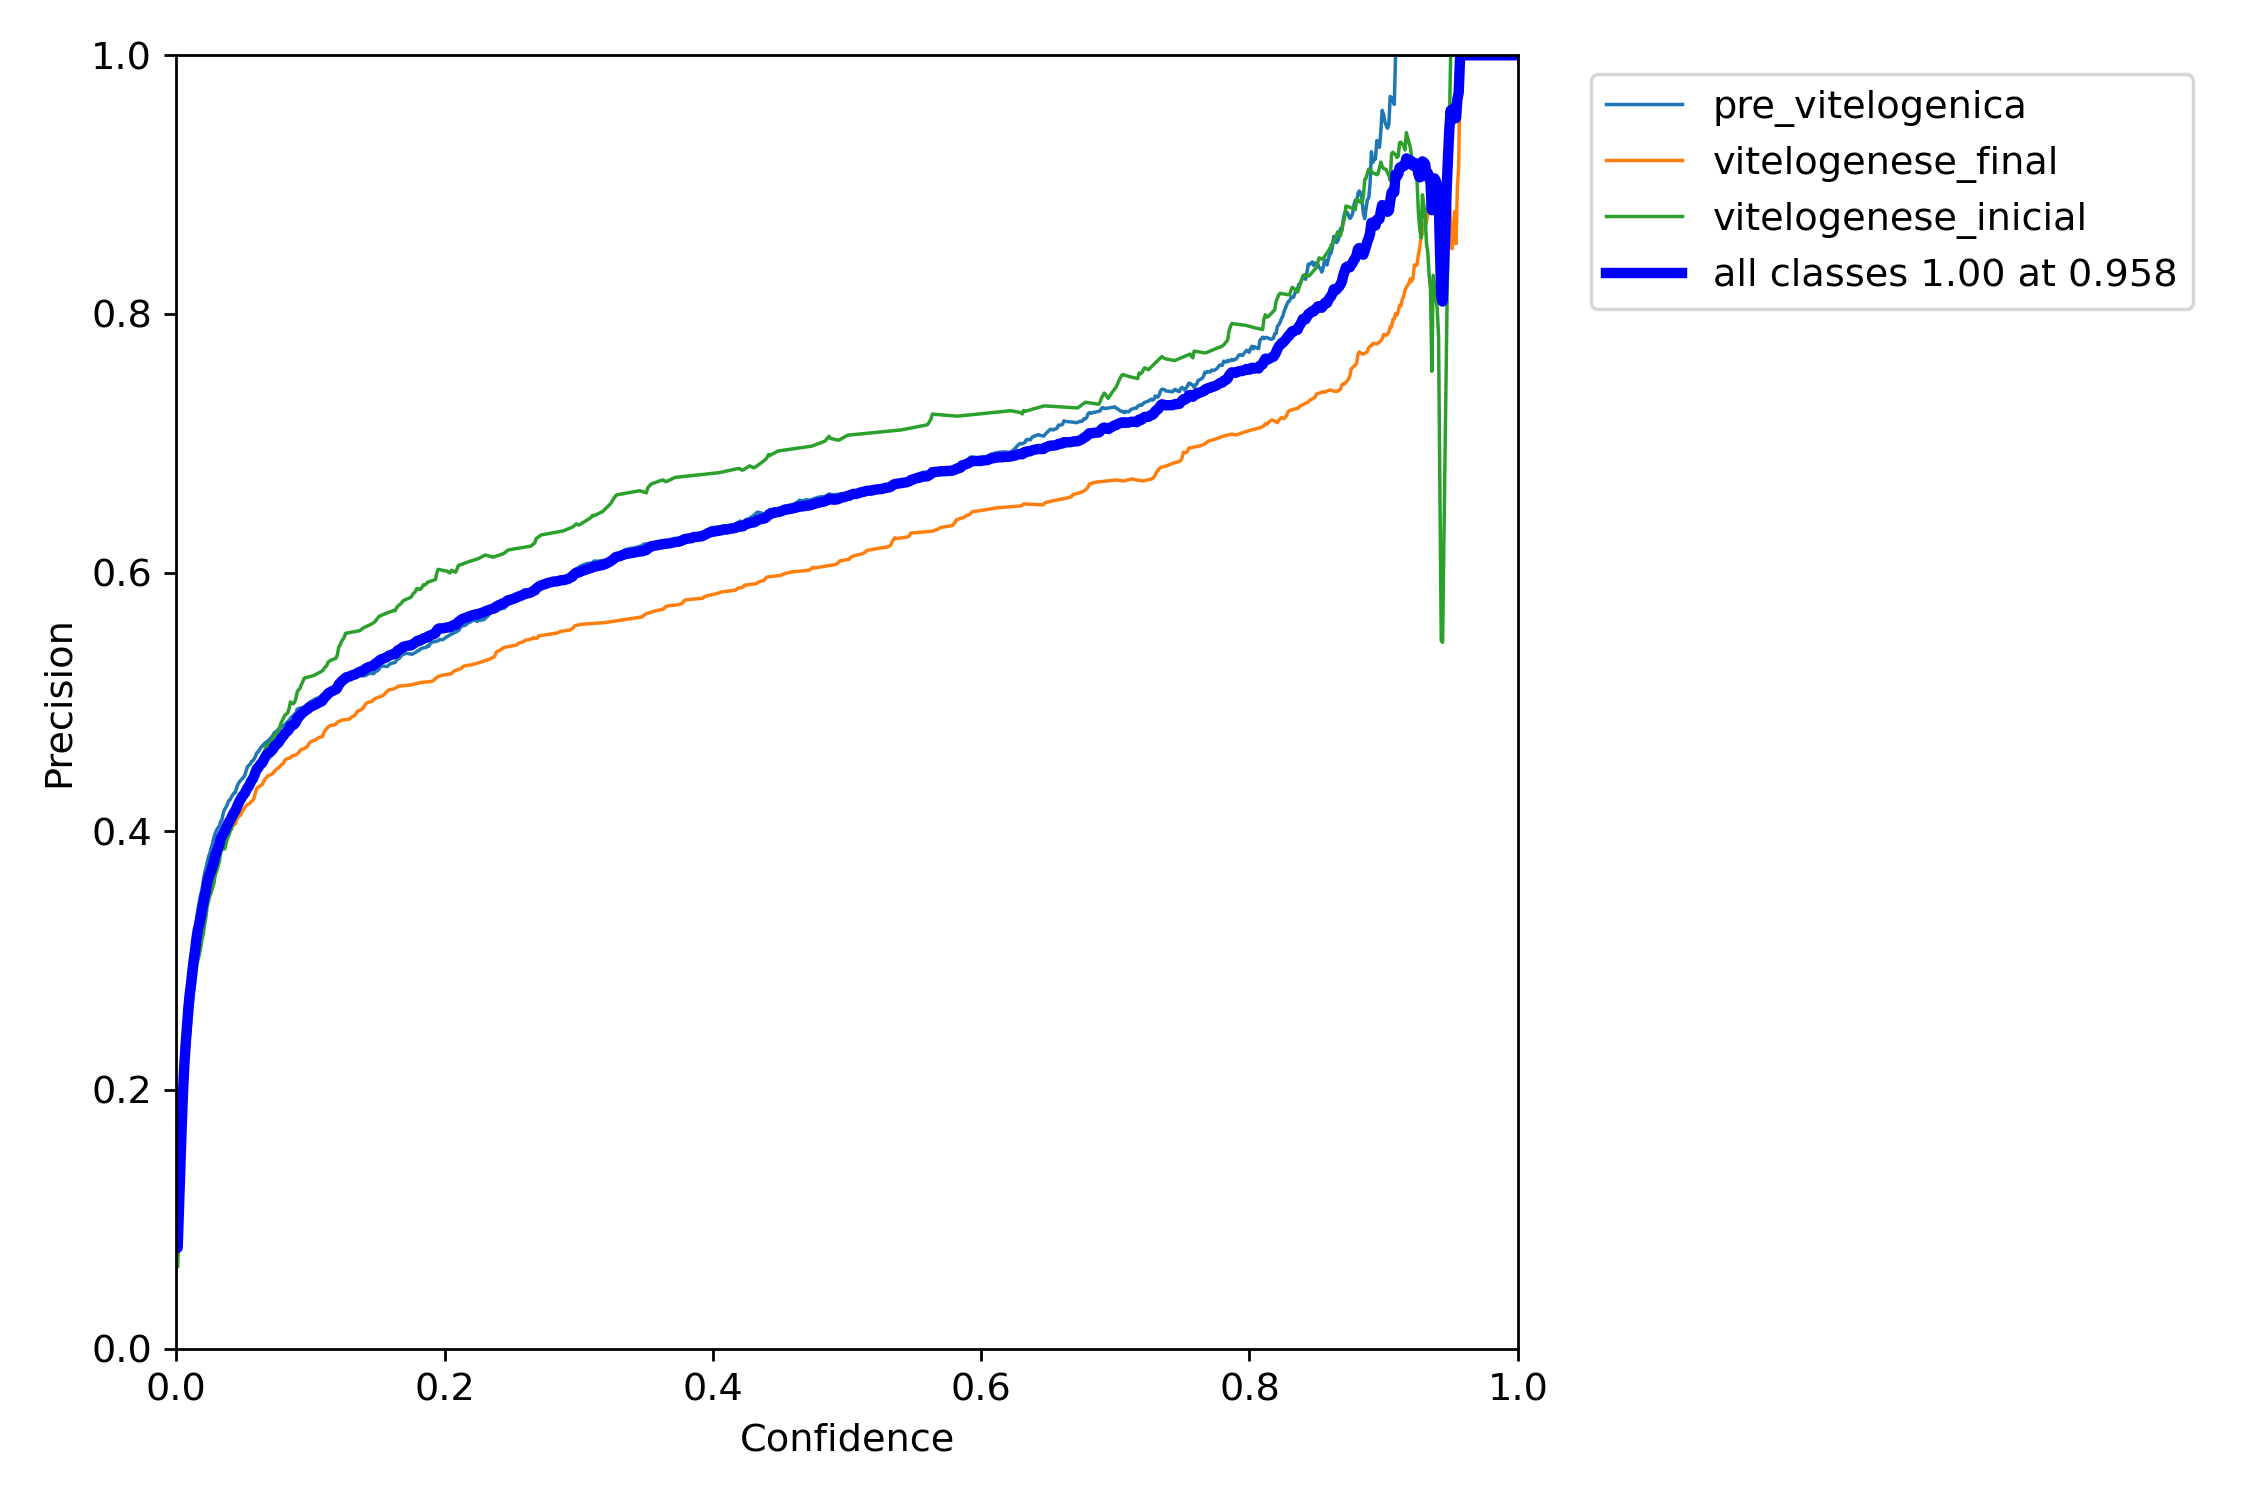 1.0
0.8
0.6
0.4
0.2
0.0
0.0 0.2 0.4 0.6 0.8 1.0
Precision
Confidence
pre_vitelogenica
vitelogenese_final
vitelogenese_inicial
all classes 1.00 at 0.958